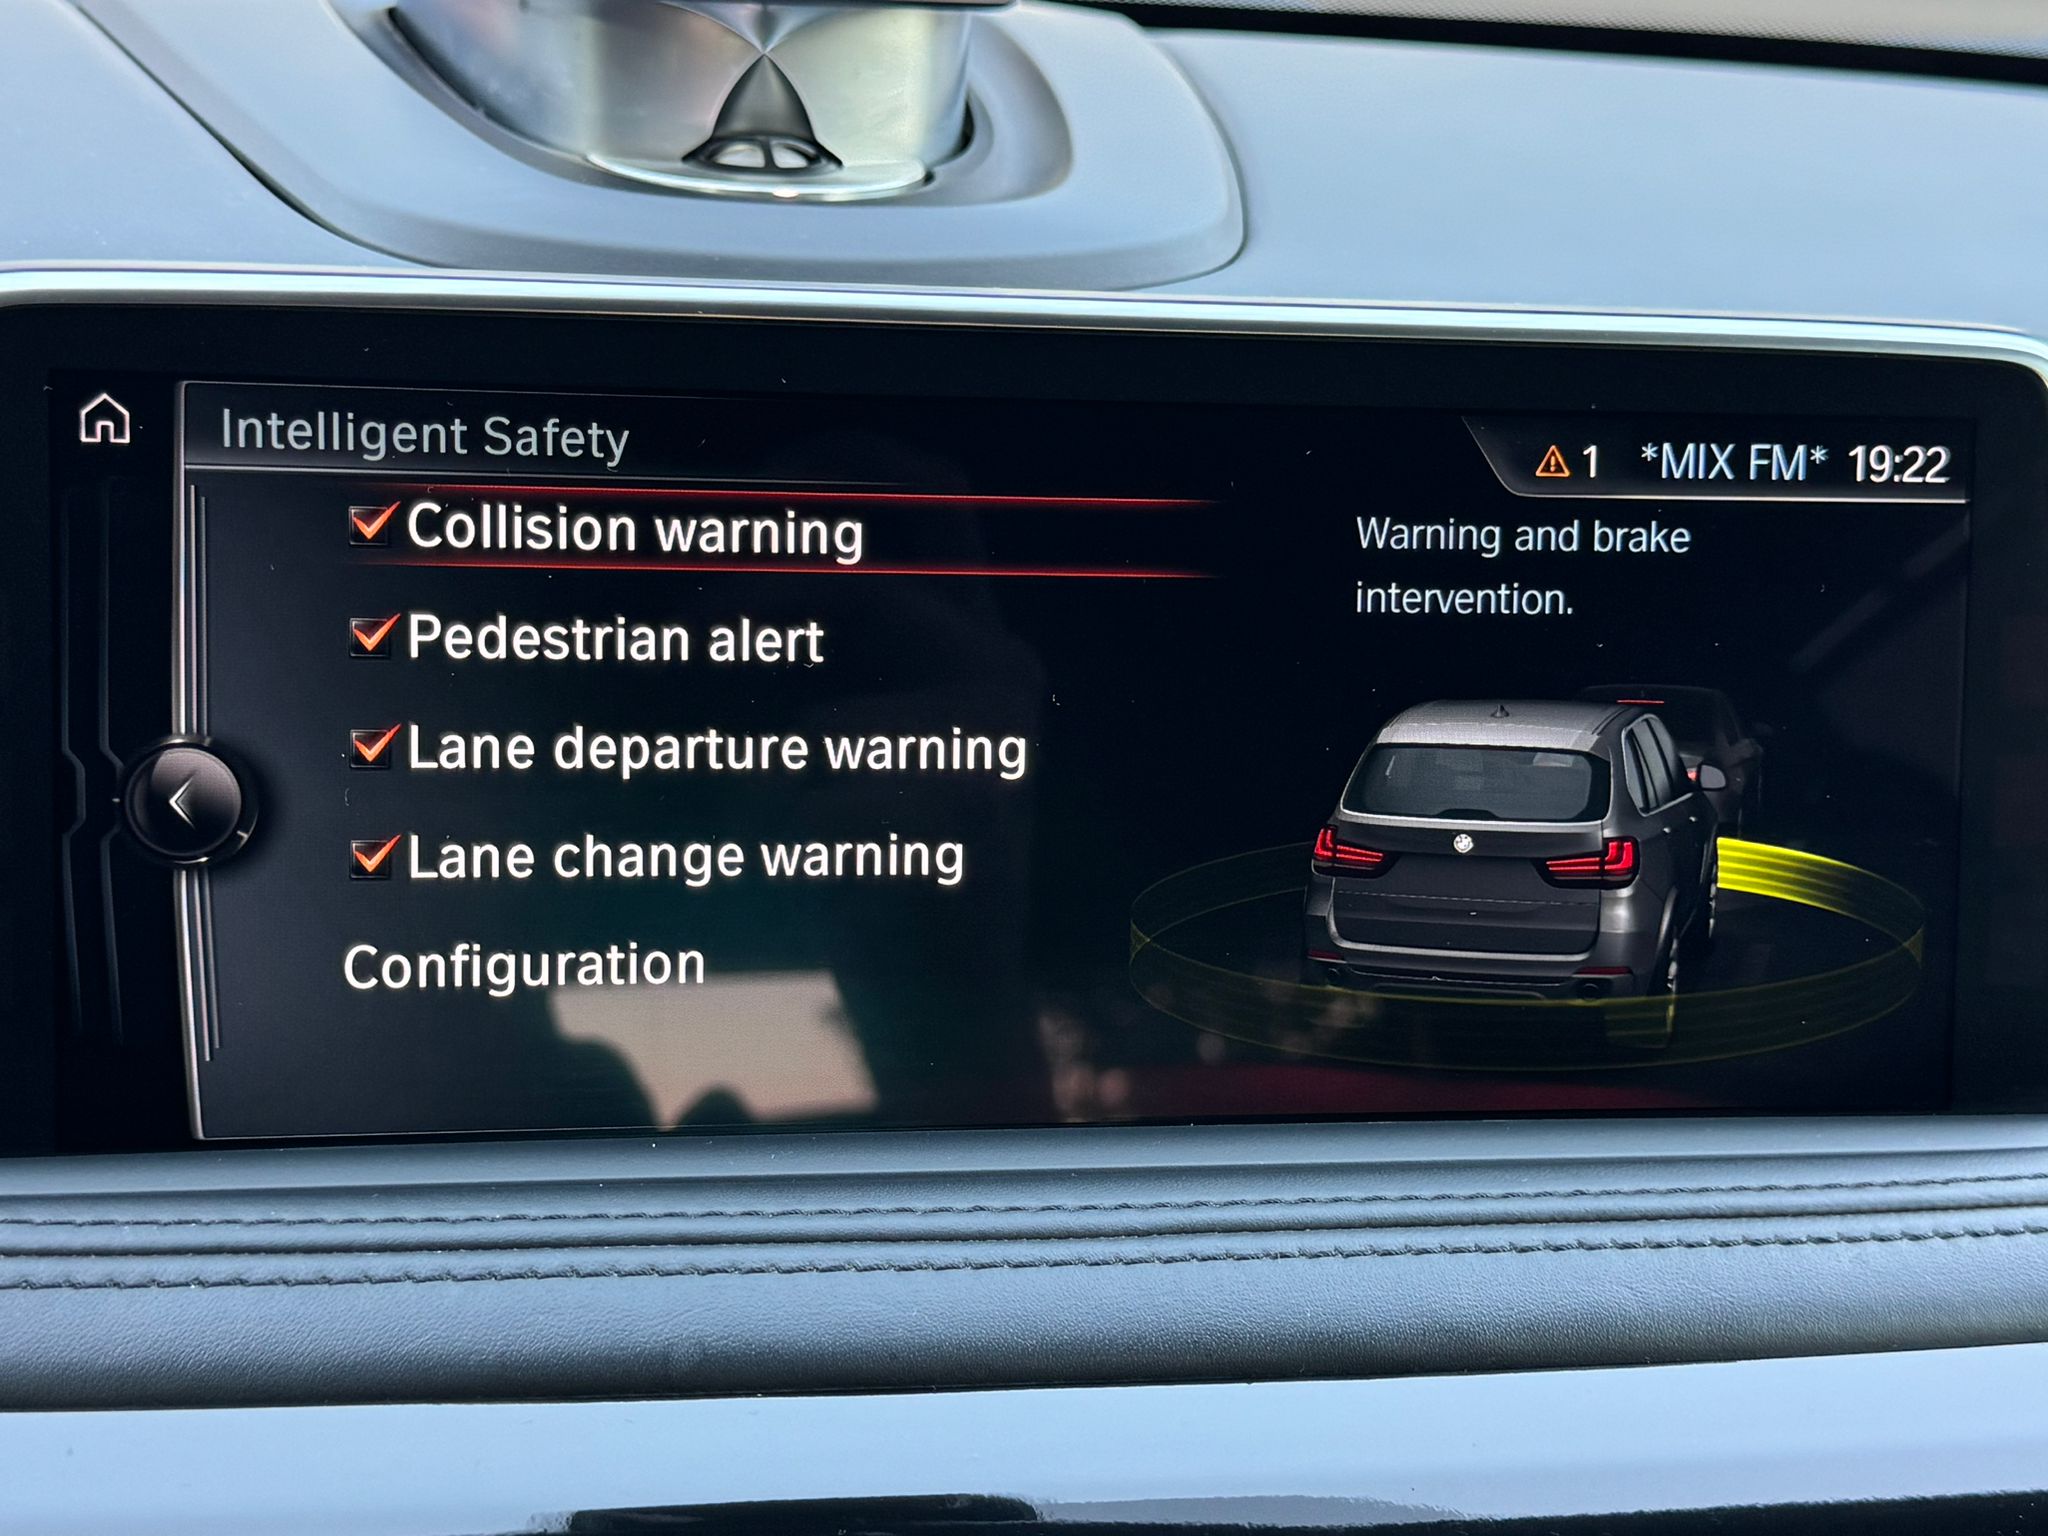 Intelligent Safety
1 *MIX FM* 19:22
Collision warning
Pedestrian alert
Lane departure warning
Lane change warning
Configuration
Warning and brake
intervention.